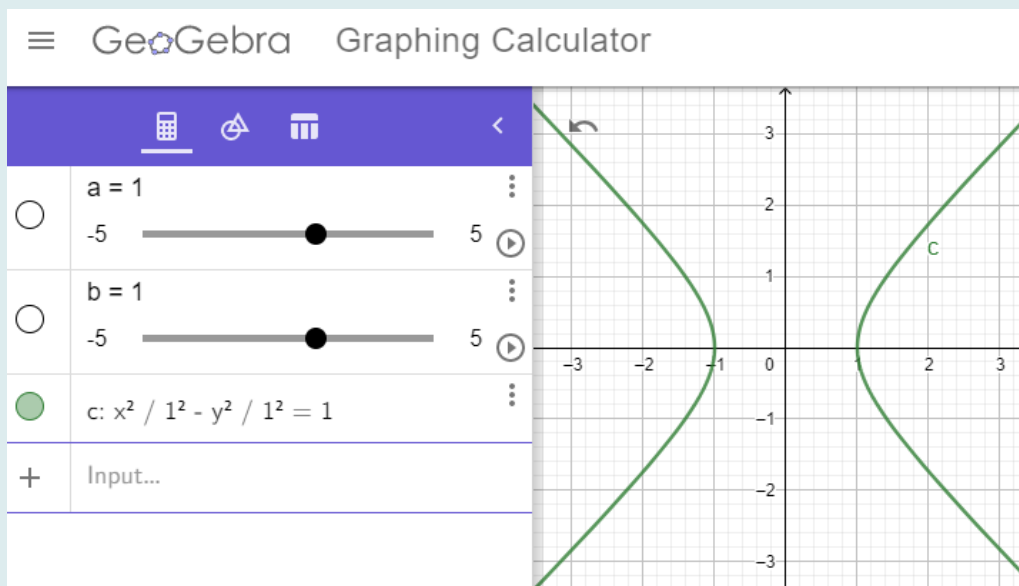 GeoGebra Graphing Calculator
a = 1
-5 5
b = 1
-5 5
c: x² / 1² - y² / 1² = 1
+ Input...
3
2
c
1
-3 -2 -1 0 1 2 3
-1
-2
-3